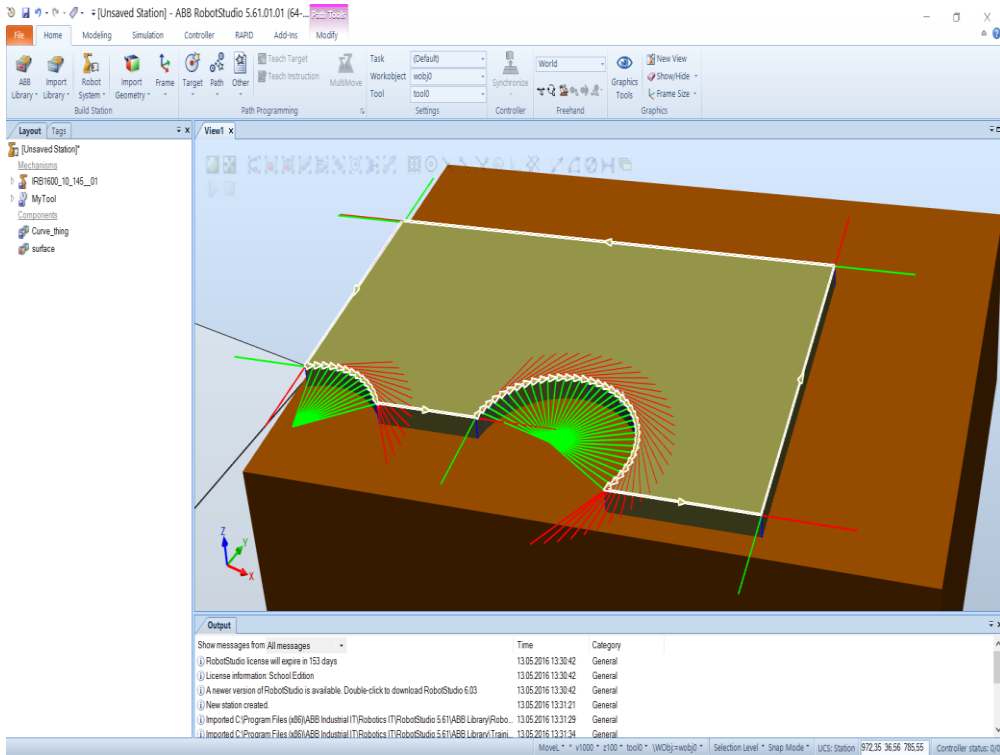 [Unsaved Station] - ABB RobotStudio 5.61.01.01 (64-... Path Tools
File Home Modeling Simulation Controller RAPID Add-Ins Modify
ABB Library Import Library Robot System Import Geometry Frame Target Path Other Teach Target Teach Instruction MultiMove Task (Default) Workobject wobj0 Tool tool0 Synchronize World Graphics Tools New View Show/Hide Frame Size
Build Station Path Programming Settings Controller Freehand Graphics
Layout Tags View1 X
[Unsaved Station]*
Mechanisms
IRB1600_10_145__01
MyTool
Components
Curve_thing
surface
Z
Y
X
Output
Show messages from All messages Time Category
RobotStudio license will expire in 153 days 13.05.2016 13:30:42 General
License information: School Edition 13.05.2016 13:30:42 General
A newer version of RobotStudio is available. Double-click to download RobotStudio 6.03 13.05.2016 13:30:42 General
New station created. 13.05.2016 13:31:21 General
Imported C:\Program Files (x86)\ABB Industrial IT\Robotics IT\RobotStudio 5.61\ABB Library\Robo... 13.05.2016 13:31:29 General
Imported C:\Program Files (x86)\ABB Industrial IT\Robotics IT\RobotStudio 5.61\ABB Library\Traini... 13.05.2016 13:31:34 General
MoveL * v1000 z100 tool0 \WObj:=wobj0 Selection Level Snap Mode UCS: Station 972,35 36,56 785,55 Controller status: 0/0